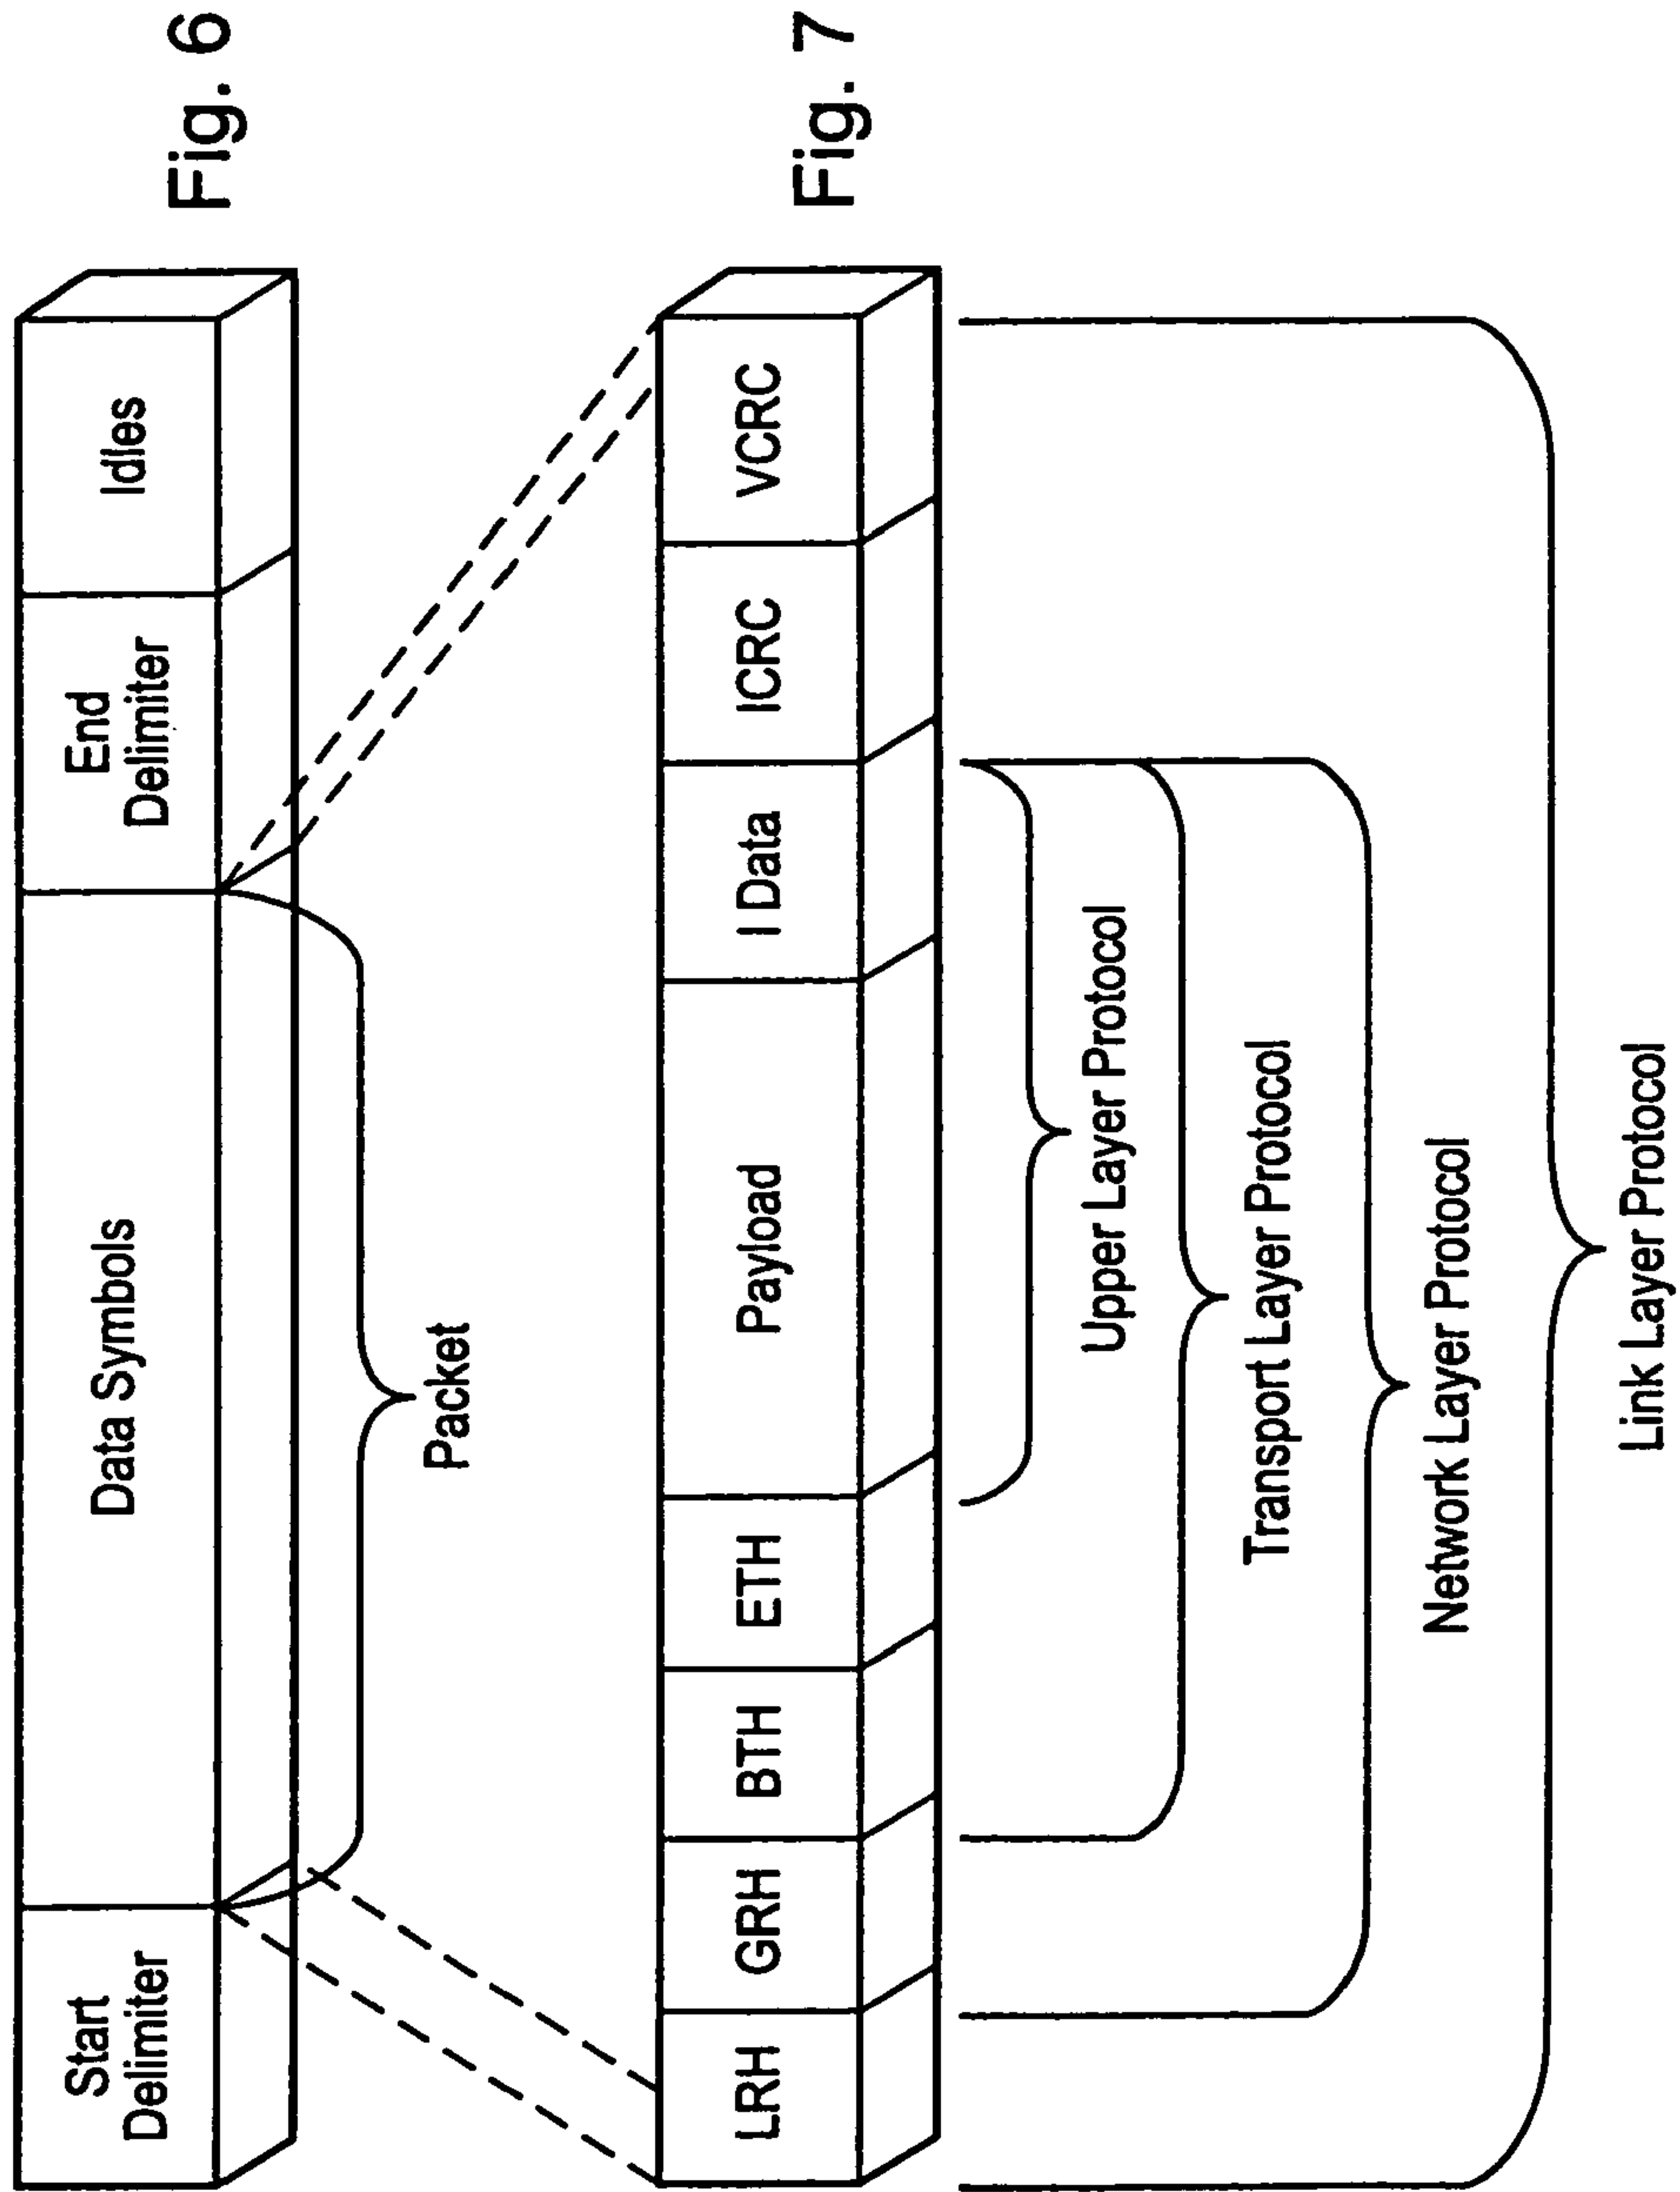 Start
Delimiter
Data Symbols
End
Delimiter
Idles
Packet
Fig. 6
LRH
GRH
BTH
ETH
Payload
I Data
ICRC
VCRC
Upper Layer Protocol
Transport Layer Protocol
Network Layer Protocol
Link Layer Protocol
Fig. 7